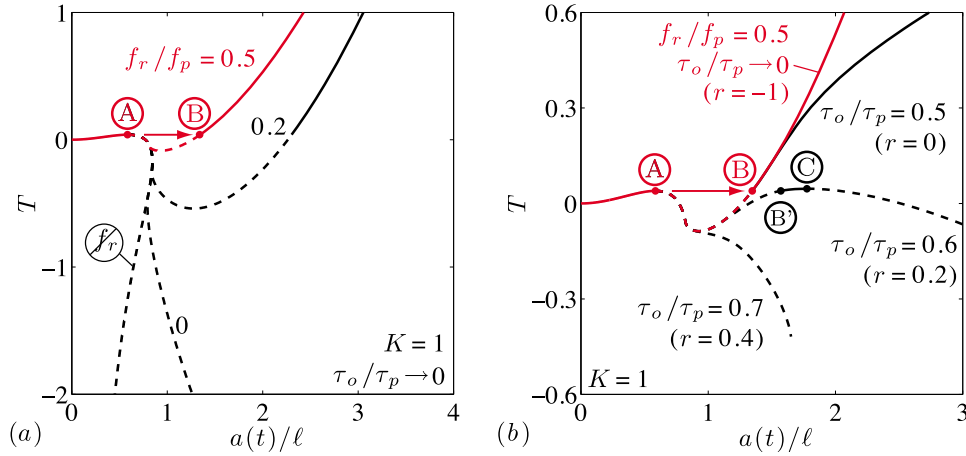 1
0
−1
−2
T
f_r/f_p = 0.5
A
B
0.2
f_r
0
K = 1
τ_o/τ_p→0
0
1
2
3
4
a(t)/ℓ
(a)
0.6
0.3
0
−0.3
−0.6
T
f_r/f_p = 0.5
τ_o/τ_p→0
(r = −1)
τ_o/τ_p = 0.5
(r = 0)
A
B
C
B'
τ_o/τ_p = 0.6
(r = 0.2)
τ_o/τ_p = 0.7
(r = 0.4)
K = 1
0
1
2
3
a(t)/ℓ
(b)